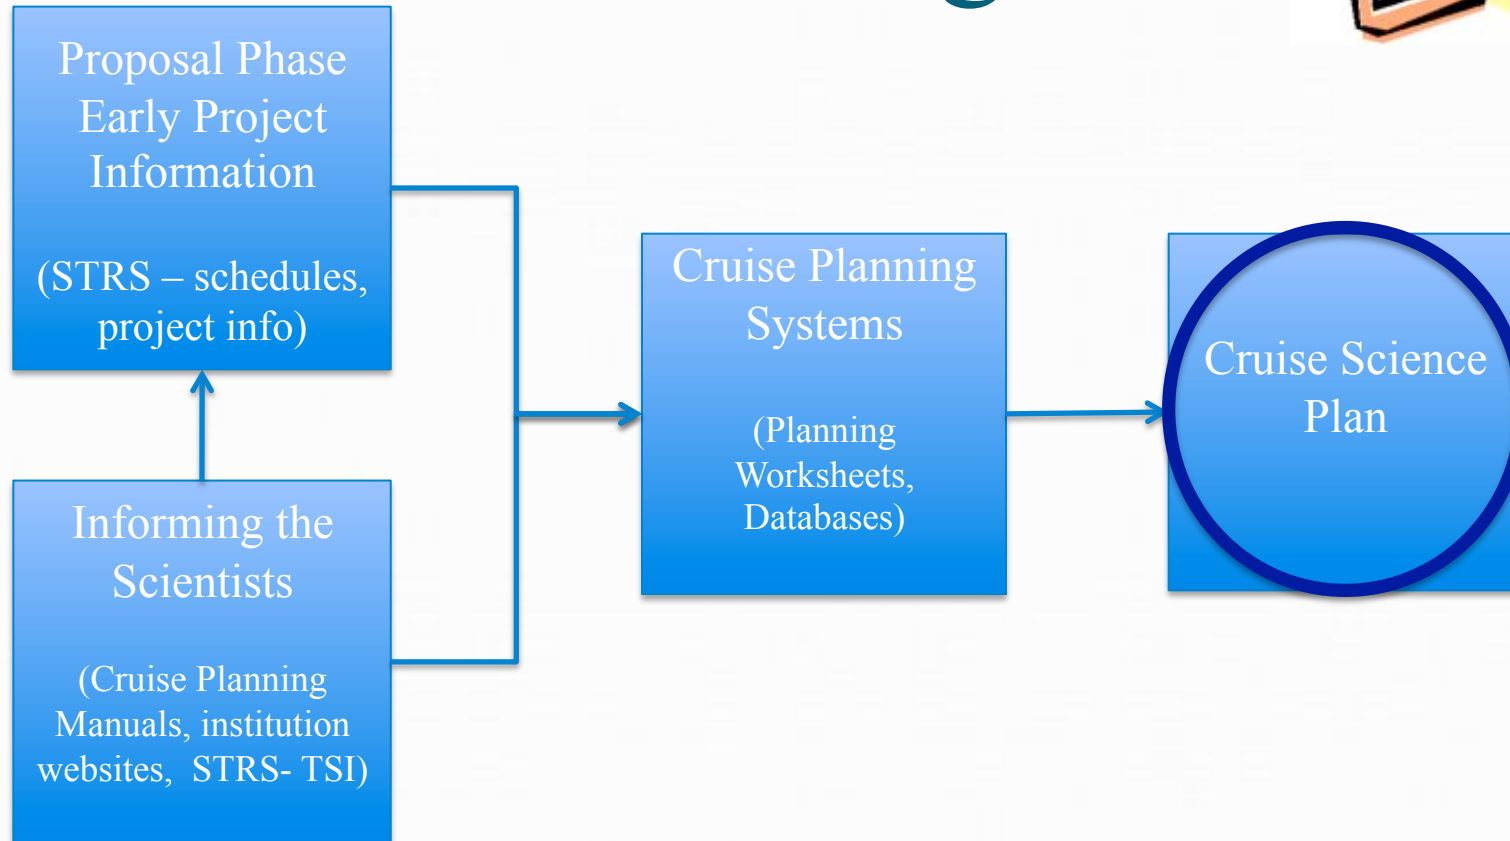 Proposal Phase
Early Project
Information
(STRS – schedules,
project info)
Informing the
Scientists
(Cruise Planning
Manuals, institution
websites,  STRS- TSI)
Cruise Planning
Systems
(Planning
Worksheets,
Databases)
Cruise Science
Plan